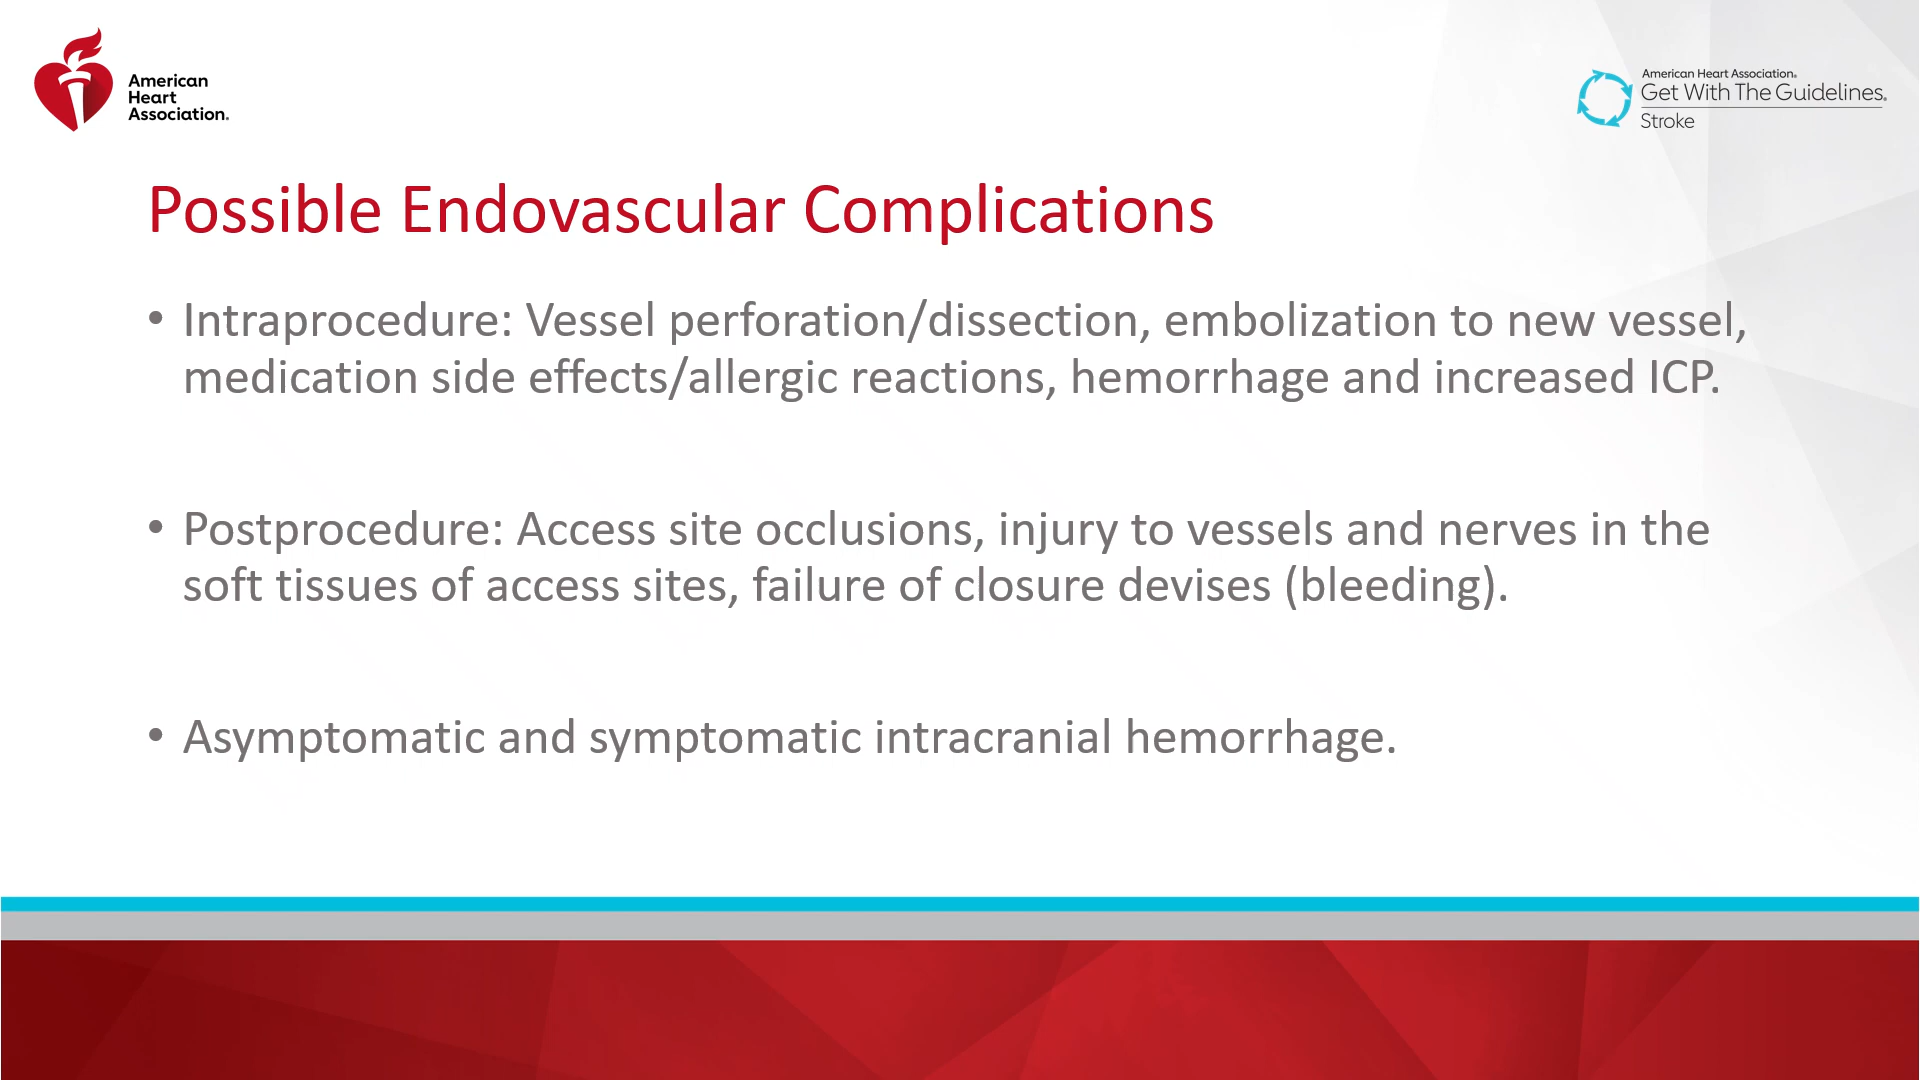 American
Heart
Association®
American Heart Association®
Get With The Guidelines®
Stroke
Possible Endovascular Complications
• Intraprocedure: Vessel perforation/dissection, embolization to new vessel,
medication side effects/allergic reactions, hemorrhage and increased ICP.
• Postprocedure: Access site occlusions, injury to vessels and nerves in the
soft tissues of access sites, failure of closure devises (bleeding).
• Asymptomatic and symptomatic intracranial hemorrhage.